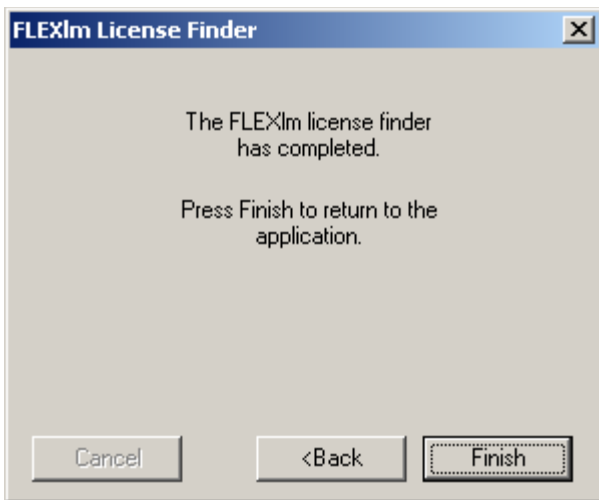 FLEXlm License Finder
The FLEXlm license finder
has completed.
Press Finish to return to the
application.
Cancel
<Back
Finish